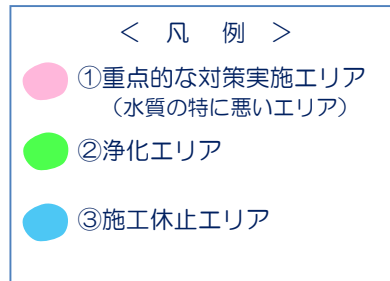 ＜ 凡 例 ＞
①重点的な対策実施エリア
（水質の特に悪いエリア）
②浄化エリア
③施工休止エリア